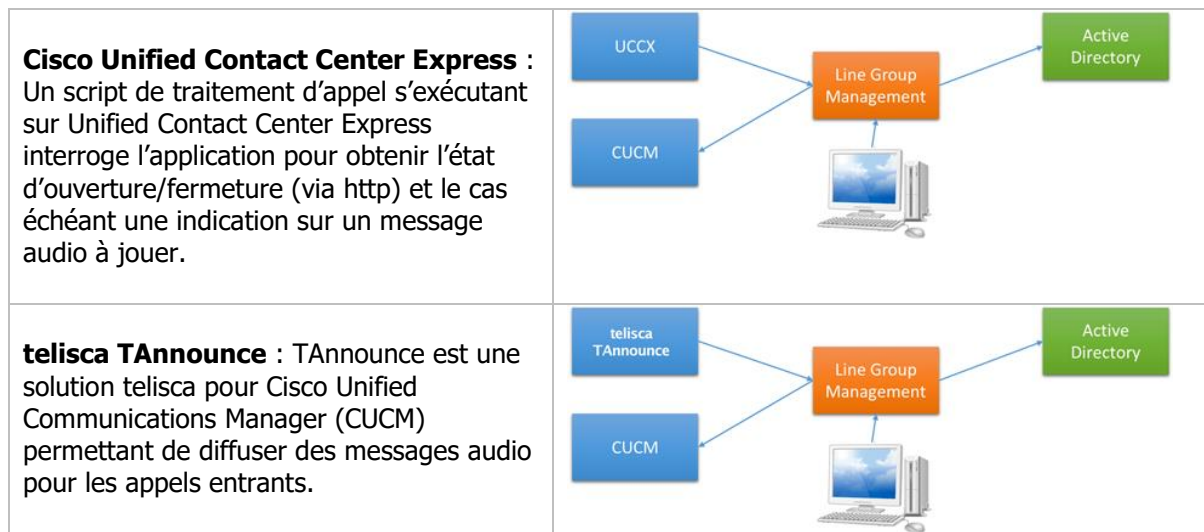 Cisco Unified Contact Center Express :
Un script de traitement d’appel s’exécutant
sur Unified Contact Center Express
interroge l’application pour obtenir l’état
d’ouverture/fermeture (via http) et le cas
échéant une indication sur un message
audio à jouer.
UCCX
CUCM
Line Group
Management
Active
Directory
telisca TAnnounce : TAnnounce est une
solution telisca pour Cisco Unified
Communications Manager (CUCM)
permettant de diffuser des messages audio
pour les appels entrants.
telisca
TAnnounce
CUCM
Line Group
Management
Active
Directory